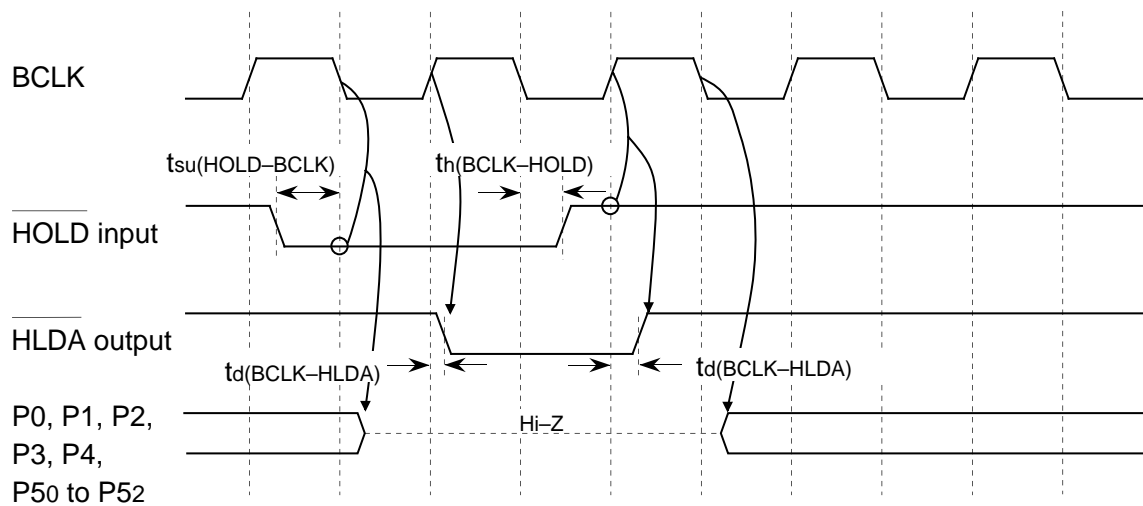 BCLK
tsu(HOLD–BCLK)
th(BCLK–HOLD)
HOLD input
HLDA output
td(BCLK–HLDA)
td(BCLK–HLDA)
P0, P1, P2,
P3, P4,
P50 to P52
Hi–Z